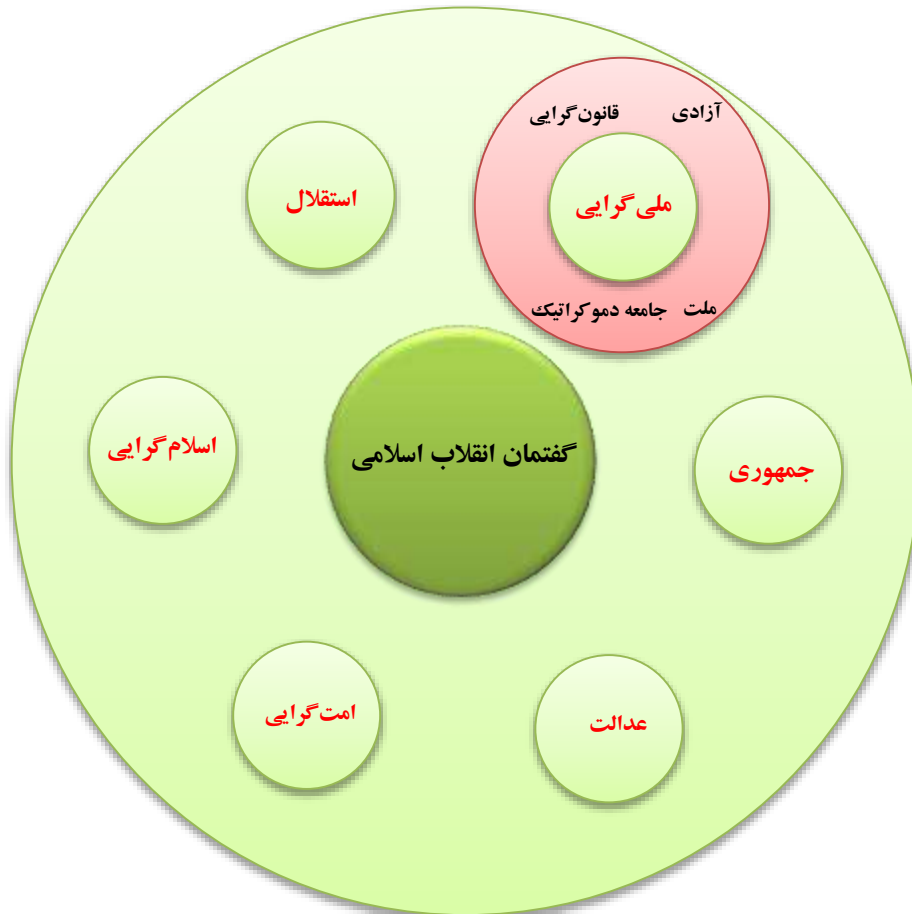 آزادی
قانون‌گرایی
استقلال
ملی‌گرایی
ملت
جامعه دموکراتیک
اسلام‌گرایی
گفتمان انقلاب اسلامی
جمهوری
امت‌گرایی
عدالت